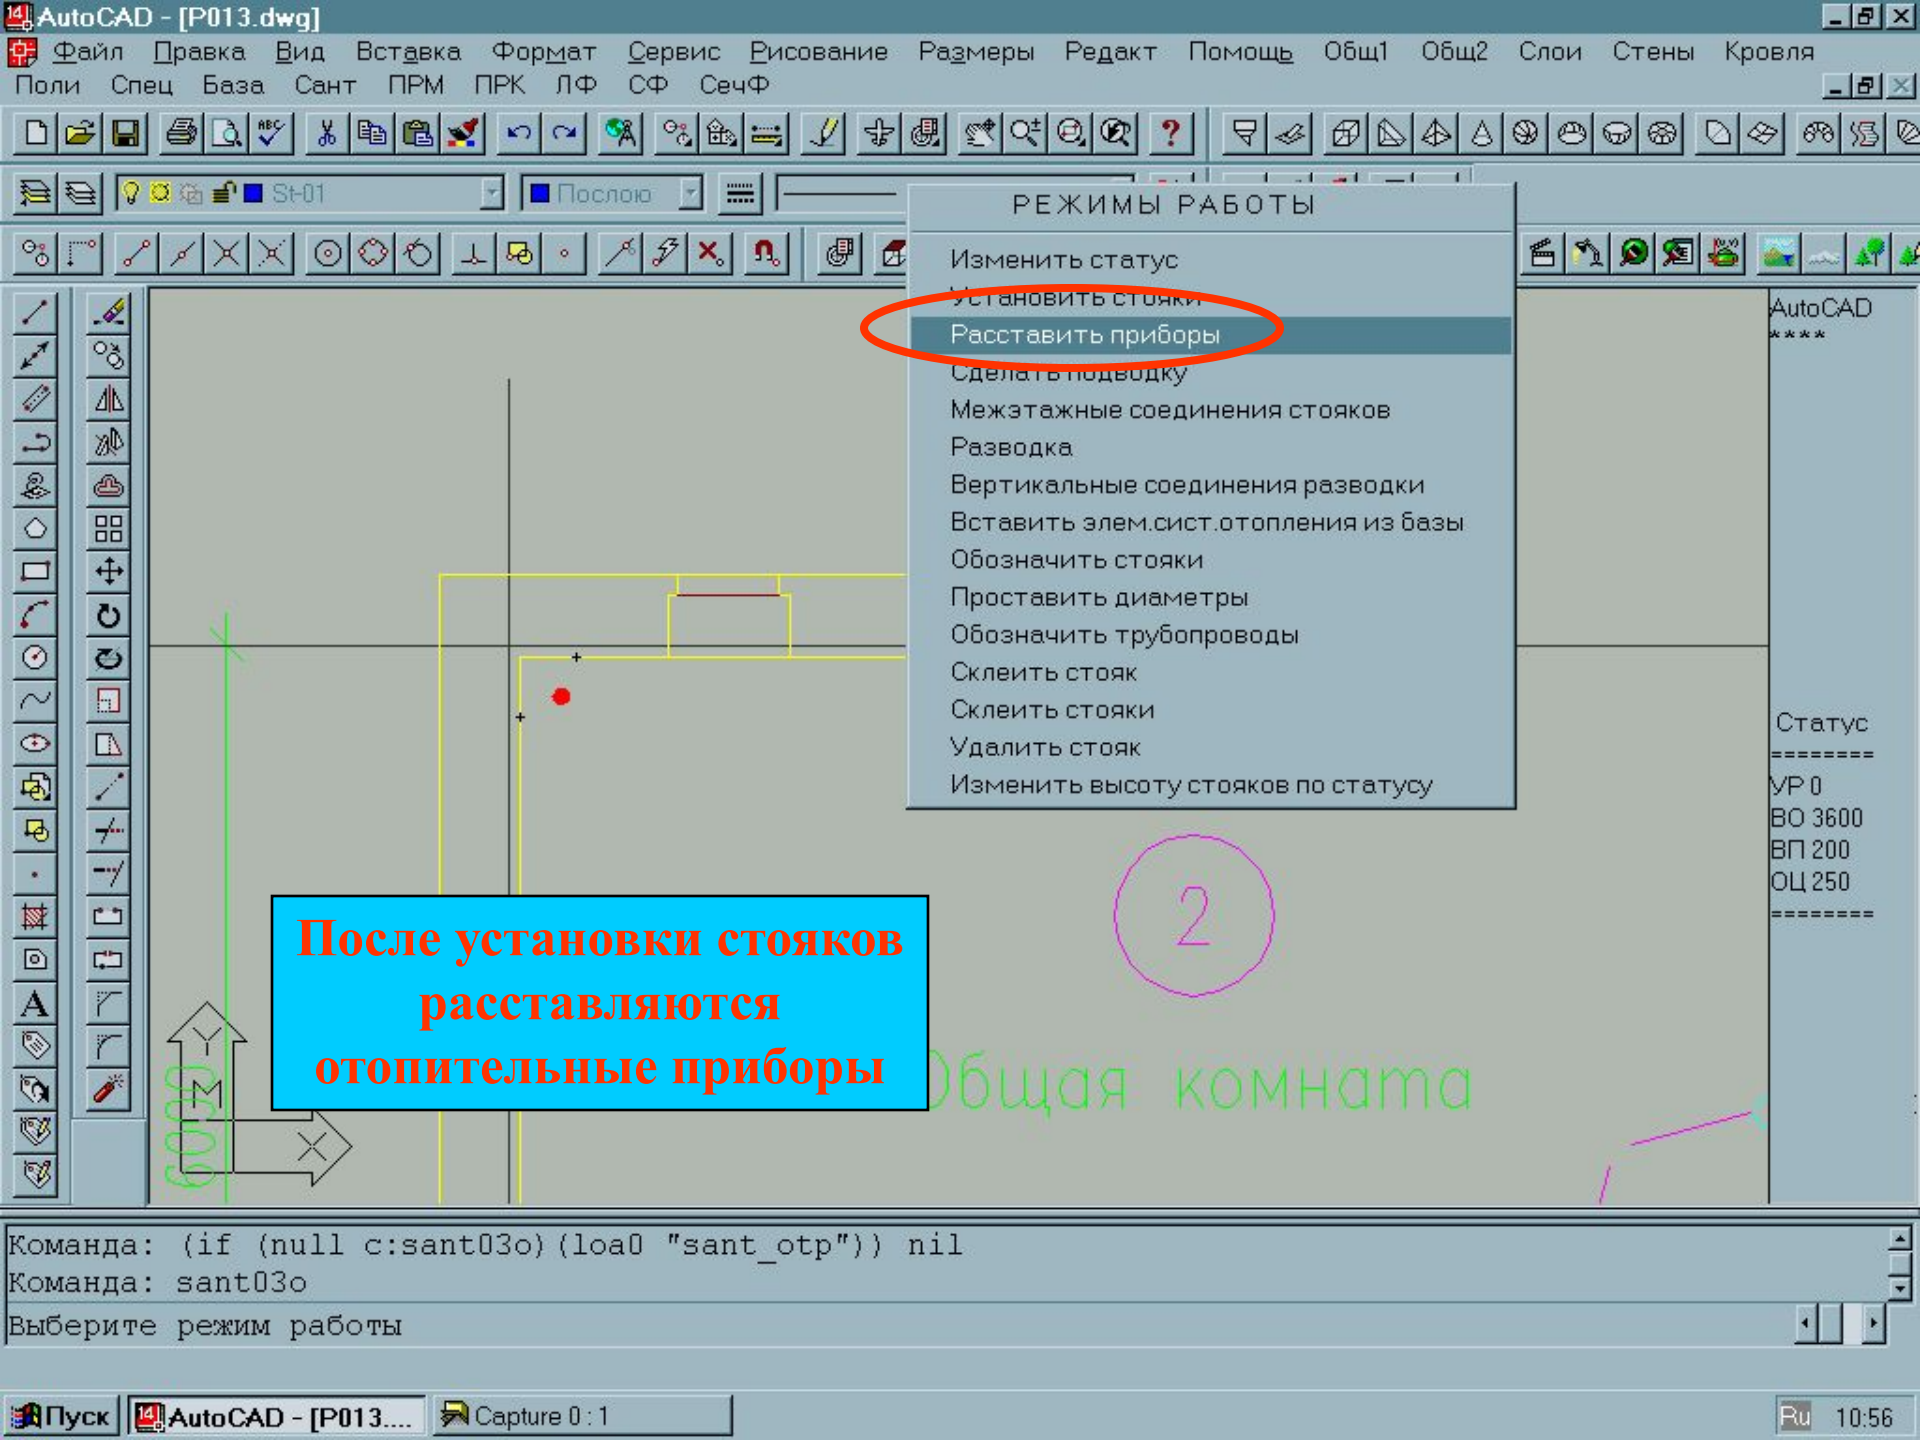 AutoCAD - [P013.dwg]
Файл Правка Вид Вставка Формат Сервис Рисование Размеры Редакт Помощь Общ1 Общ2 Слои Стены Кровля
Поли Спец База Сант ПРМ ПРК ЛФ СФ СечФ
St-01
Послою
РЕЖИМЫ РАБОТЫ
Изменить статус
Установить стояки
Расставить приборы
Сделать подводку
Межэтажные соединения стояков
Разводка
Вертикальные соединения разводки
Вставить элем.сист.отопления из базы
Обозначить стояки
Проставить диаметры
Обозначить трубопроводы
Склеить стояк
Склеить стояки
Удалить стояк
Изменить высоту стояков по статусу
AutoCAD
****
Статус
========
УР 0
ВО 3600
ВП 200
ОЦ 250
========
2
После установки стояков
расставляются
отопительные приборы
Общая комната
6000
Y
M
X
Команда: (if (null c:sant03o)(loa0 "sant_otp")) nil
Команда: sant03o
Выберите режим работы
Пуск
AutoCAD - [P013....
Capture 0 : 1
Ru 10:56